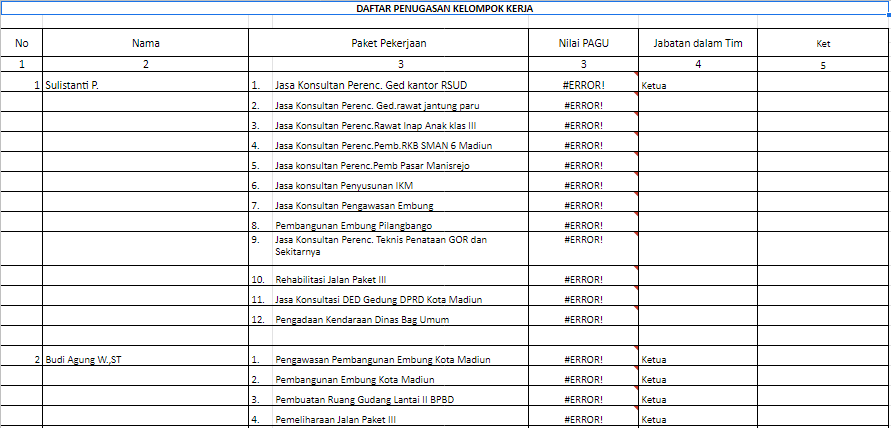 DAFTAR PENUGASAN KELOMPOK KERJA
No Nama Paket Pekerjaan Nilai PAGU Jabatan dalam Tim Ket
1 2 3 3 4 5
1 Sulistanti P. 1. Jasa Konsultan Perenc. Ged kantor RSUD #ERROR! Ketua
2. Jasa Konsultan Perenc. Ged.rawat jantung paru #ERROR!
3. Jasa Konsultan Perenc.Rawat Inap Anak klas III #ERROR!
4. Jasa Konsultan Perenc.Pemb.RKB SMAN 6 Madiun #ERROR!
5. Jasa konsultan Perenc.Pemb Pasar Manisrejo #ERROR!
6. Jasa konsultan Penyusunan IKM #ERROR!
7. Jasa Konsultan Pengawasan Embung #ERROR!
8. Pembangunan Embung Pilangbango #ERROR!
9. Jasa Konsultan Perenc. Teknis Penataan GOR dan #ERROR!
Sekitarnya
10. Rehabilitasi Jalan Paket III #ERROR!
11. Jasa Konsultasi DED Gedung DPRD Kota Madiun #ERROR!
12. Pengadaan Kendaraan Dinas Bag Umum #ERROR!
2 Budi Agung W.,ST 1. Pengawasan Pembangunan Embung Kota Madiun #ERROR! Ketua
2. Pembangunan Embung Kota Madiun #ERROR! Ketua
3. Pembuatan Ruang Gudang Lantai II BPBD #ERROR! Ketua
4. Pemeliharaan Jalan Paket III #ERROR! Ketua